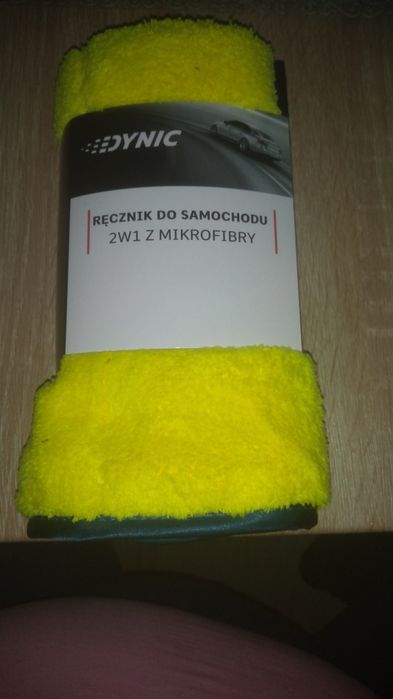 DYNIC
RĘCZNIK DO SAMOCHODU
2W1 Z MIKROFIBRY